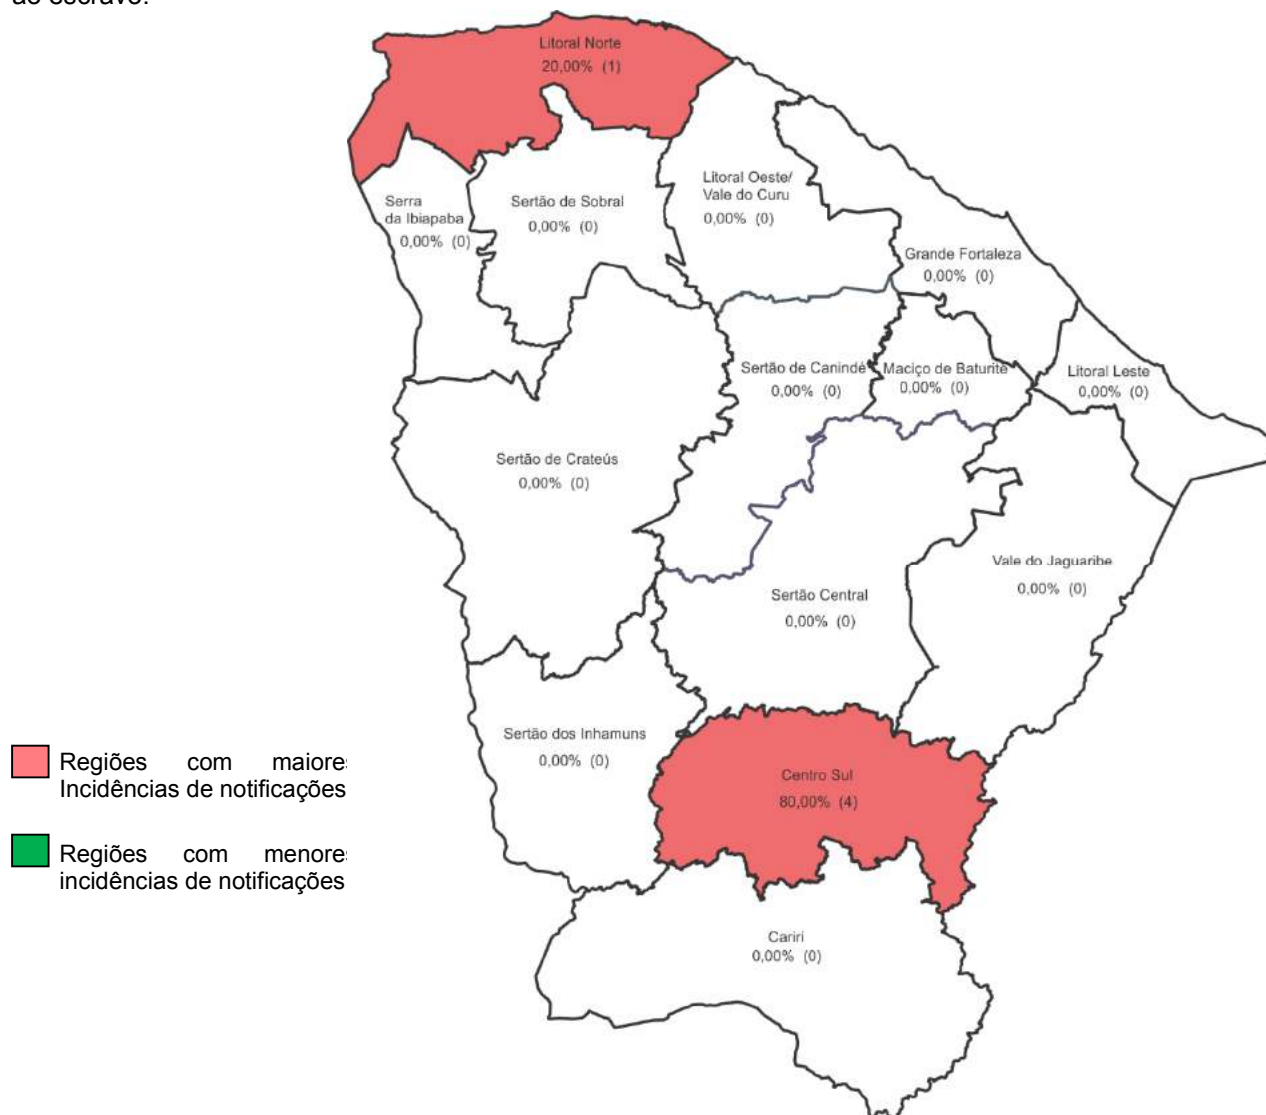 ao escravo.
Litoral Norte
20,00% (1)
Litoral Oeste/
Vale do Curu
0,00% (0)
Serra
da Ibiapaba
0,00% (0)
Sertão de Sobral
0,00% (0)
Grande Fortaleza
0,00% (0)
Sertão de Canindé
0,00% (0)
Maciço de Baturité
0,00% (0)
Litoral Leste
0,00% (0)
Sertão de Crateús
0,00% (0)
Vale do Jaguaribe
0,00% (0)
Sertão Central
0,00% (0)
Sertão dos Inhamuns
0,00% (0)
Centro Sul
80,00% (4)
Cariri
0,00% (0)
Regiões com maiores
Incidências de notificações
Regiões com menores
incidências de notificações